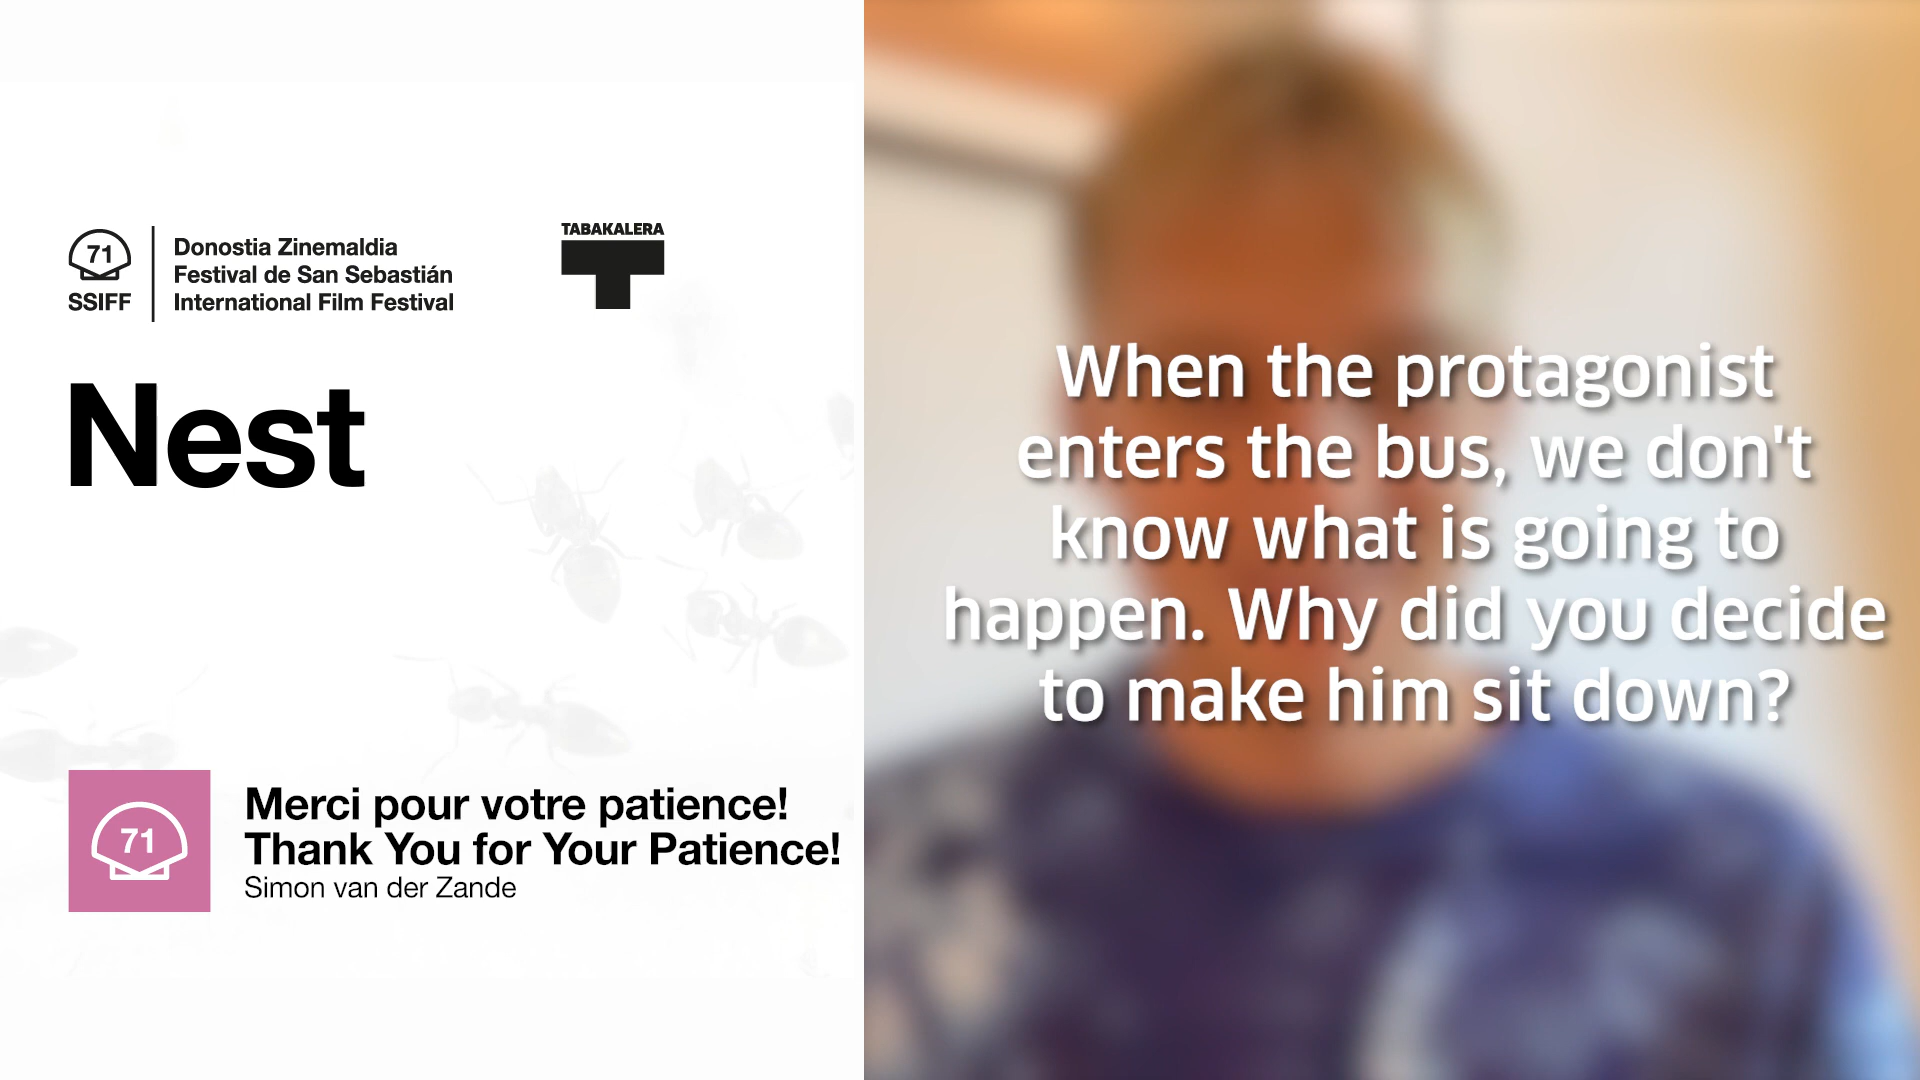 71
SSIFF
Donostia Zinemaldia
Festival de San Sebastián
International Film Festival
TABAKALERA
Nest
71
Merci pour votre patience!
Thank You for Your Patience!
Simon van der Zande
When the protagonist
enters the bus, we don't
know what is going to
happen. Why did you decide
to make him sit down?